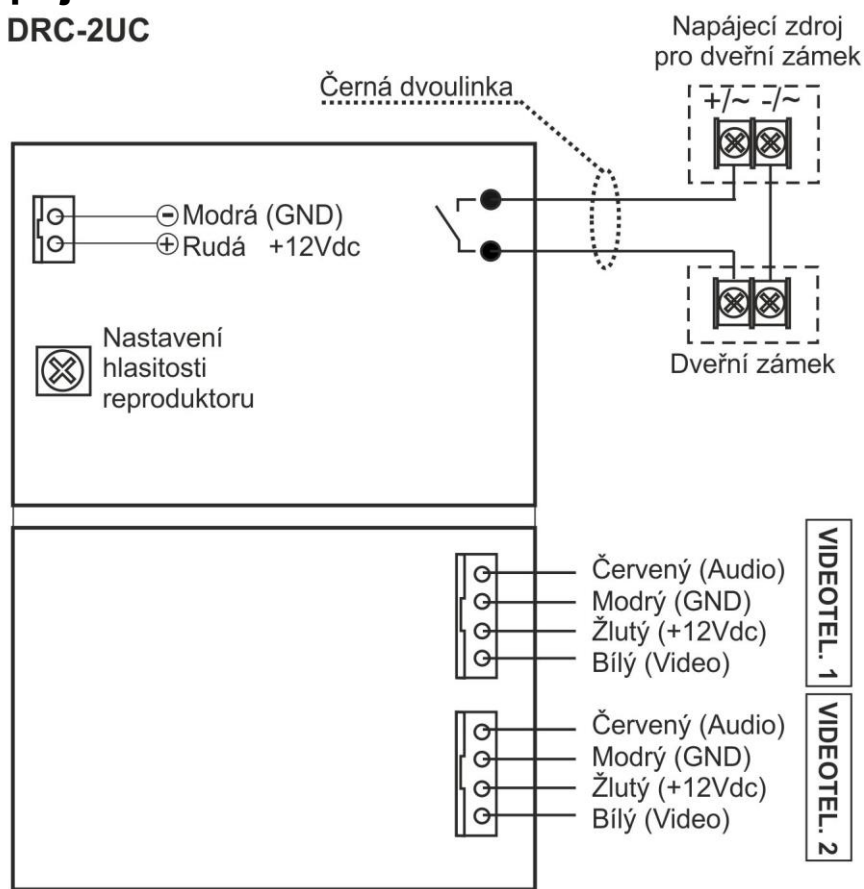 DRC-2UC
Napájecí zdroj
pro dveřní zámek
Černá dvoulinka
+/~ -/~
Modrá (GND)
Rudá +12Vdc
Nastavení
hlasitosti
reproduktoru
Dveřní zámek
Červený (Audio)
Modrý (GND)
Žlutý (+12Vdc)
Bílý (Video)
VIDEOTEL. 1
Červený (Audio)
Modrý (GND)
Žlutý (+12Vdc)
Bílý (Video)
VIDEOTEL. 2